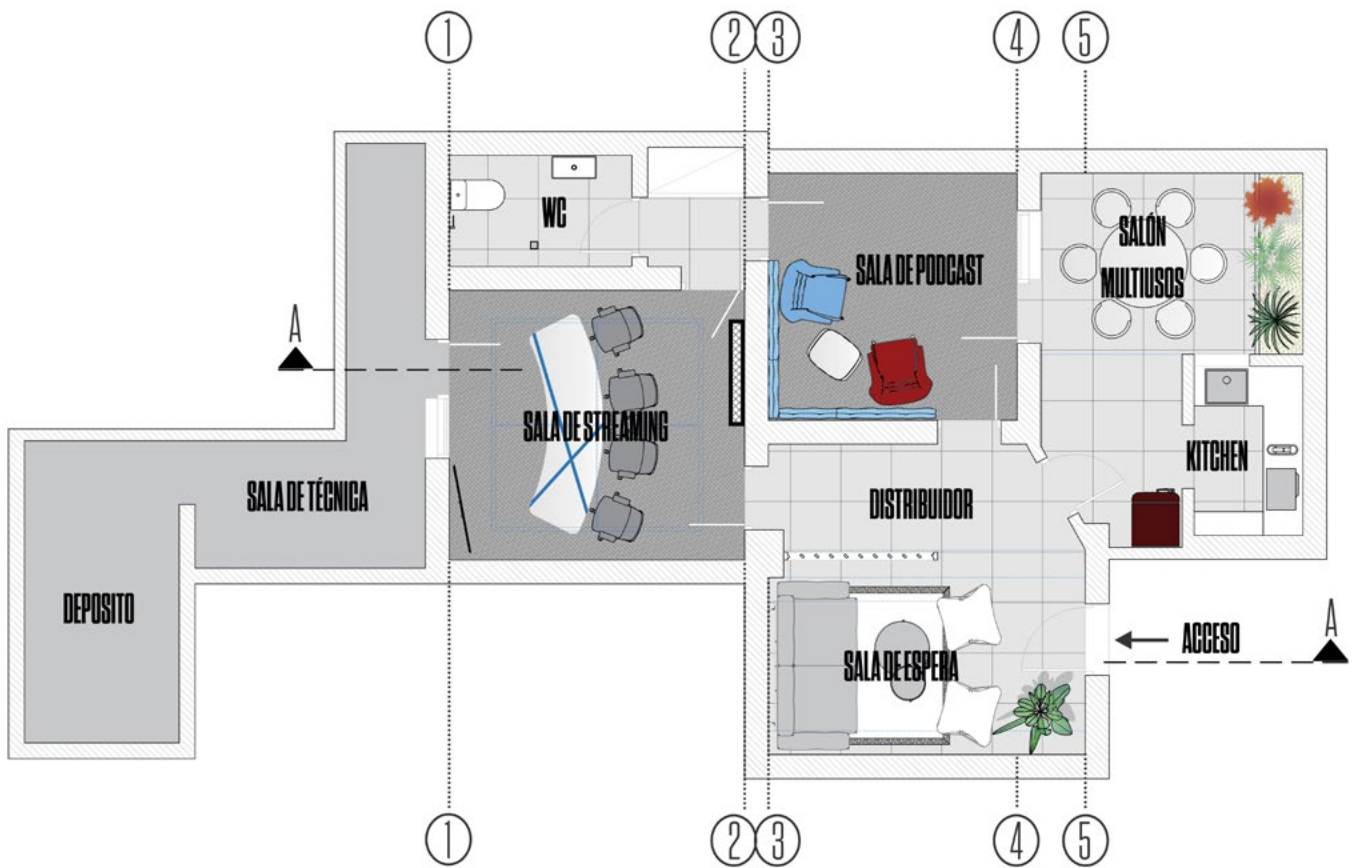 1
2
3
4
5
WC
SALÓN
MULTIUSOS
SALA DE PODCAST
A
SALA DE STREAMING
KITCHEN
SALA DE TÉCNICA
DISTRIBUIDOR
DEPOSITO
A
ACCESO
SALA DE ESPERA
1
2
3
4
5